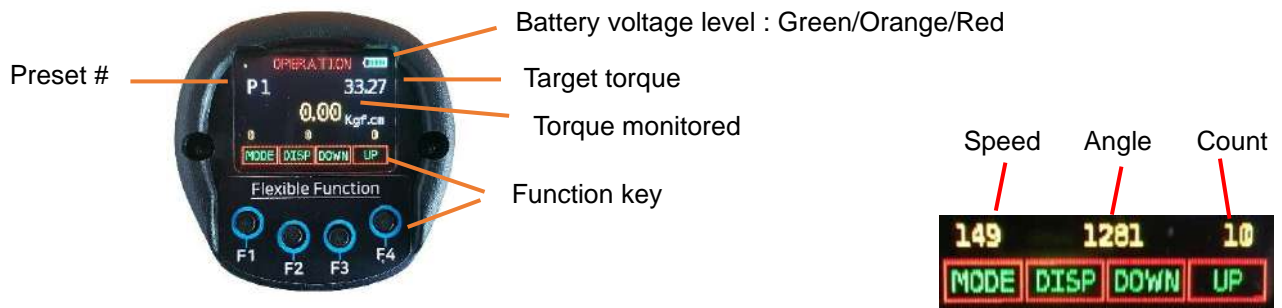 Battery voltage level : Green/Orange/Red
OPERATION
Preset #
P1
33.27
Target torque
0.00 Kgf.cm
Torque monitored
0 0 0
MODE DISP DOWN UP
Function key
Flexible Function
F1 F2 F3 F4
Speed Angle Count
149 1281 10
MODE DISP DOWN UP